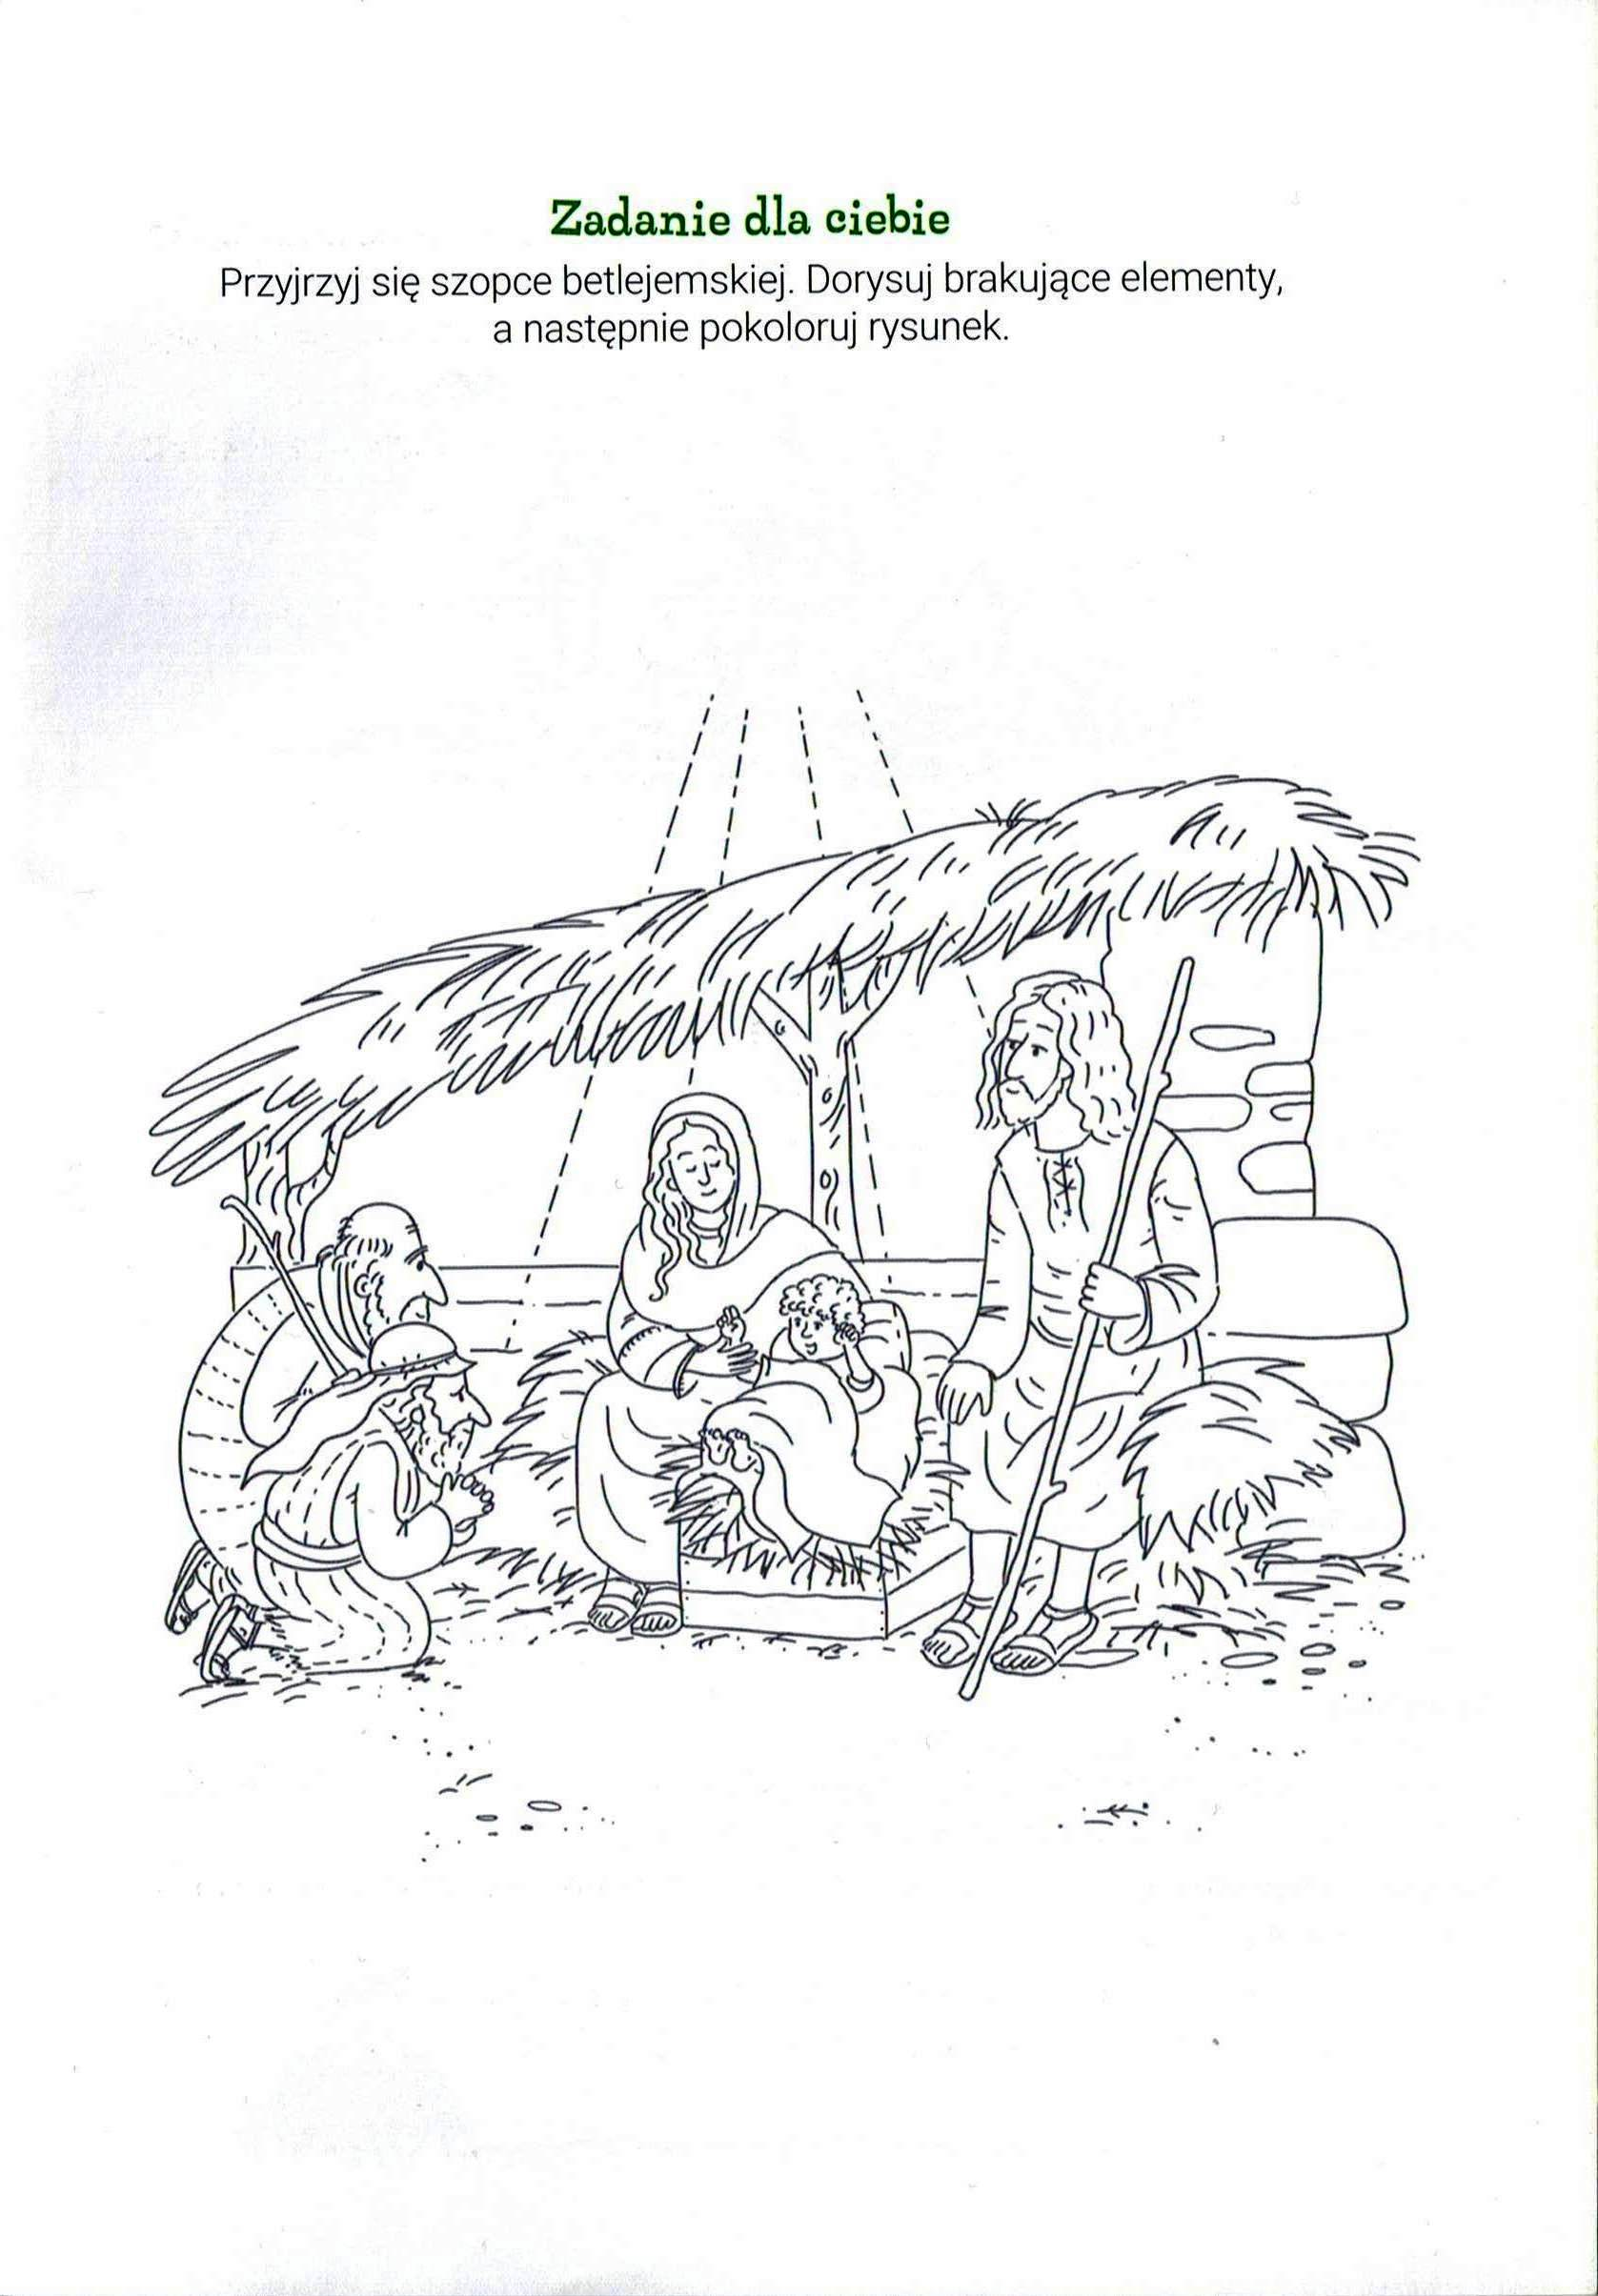 Zadanie dla ciebie
Przyjrzyj się szopce betlejemskiej. Dorysuj brakujące elementy,
a następnie pokoloruj rysunek.